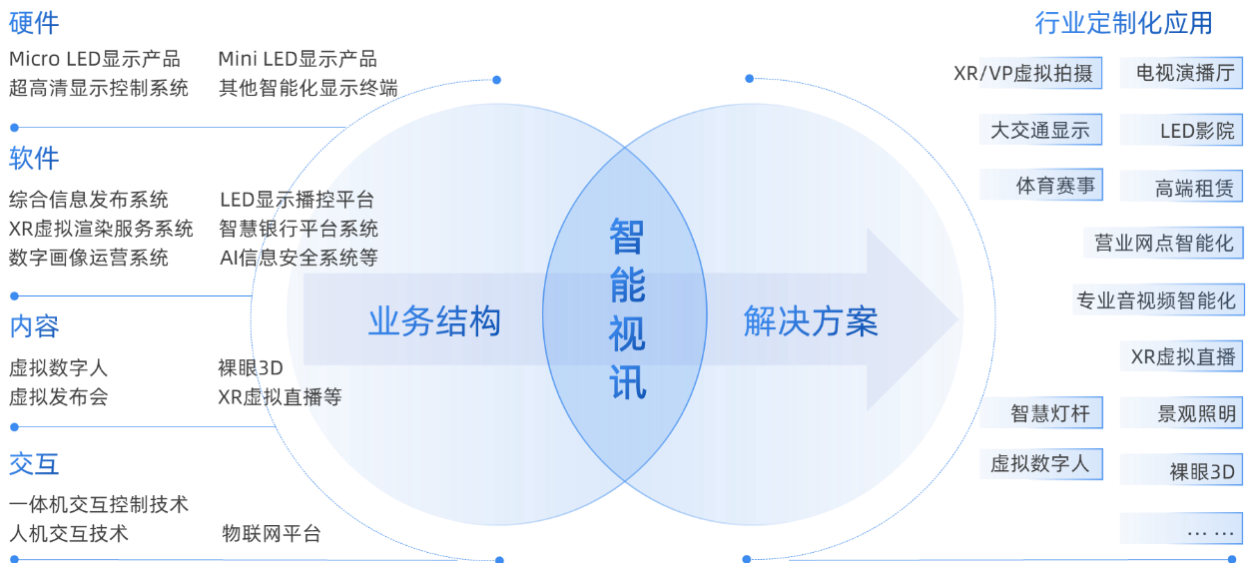 硬件
Micro LED显示产品 Mini LED显示产品
超高清显示控制系统 其他智能化显示终端
软件
综合信息发布系统 LED显示播控平台
XR虚拟渲染服务系统 智慧银行平台系统
数字画像运营系统 AI信息安全系统等
内容
虚拟数字人 裸眼3D
虚拟发布会 XR虚拟直播等
交互
一体机交互控制技术
人机交互技术 物联网平台
业务结构
智能视讯
解决方案
行业定制化应用
XR/VP虚拟拍摄 电视演播厅
大交通显示 LED影院
体育赛事 高端租赁
营业网点智能化
专业音视频智能化
XR虚拟直播
智慧灯杆 景观照明
虚拟数字人 裸眼3D
... ...